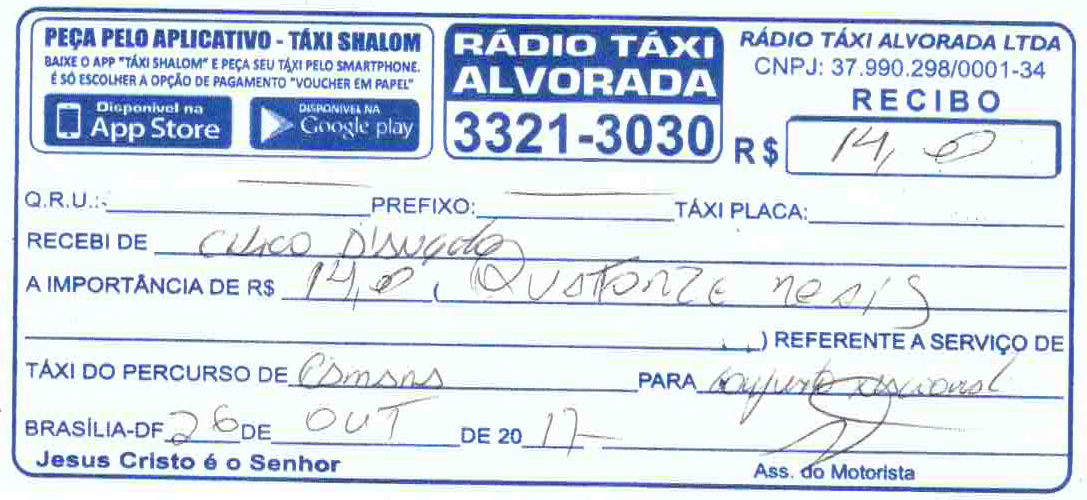 PEÇA PELO APLICATIVO - TÁXI SHALOM
BAIXE O APP "TÁXI SHALOM" E PEÇA SEU TÁXI PELO SMARTPHONE.
É SÓ ESCOLHER A OPÇÃO DE PAGAMENTO "VOUCHER EM PAPEL"
Disponível na
App Store
DISPONÍVEL NA
Google play
RÁDIO TÁXI
ALVORADA
3321-3030
RÁDIO TÁXI ALVORADA LTDA
CNPJ: 37.990.298/0001-34
RECIBO
R$ 14,0
Q.R.U.: PREFIXO: TÁXI PLACA:
RECEBI DE
A IMPORTÂNCIA DE R$ 14,0 ( QUATORZE REAIS
) REFERENTE A SERVIÇO DE
TÁXI DO PERCURSO DE PARA conjunto nacional
BRASÍLIA-DF 26 DE OUT DE 20 17
Jesus Cristo é o Senhor
Ass. do Motorista